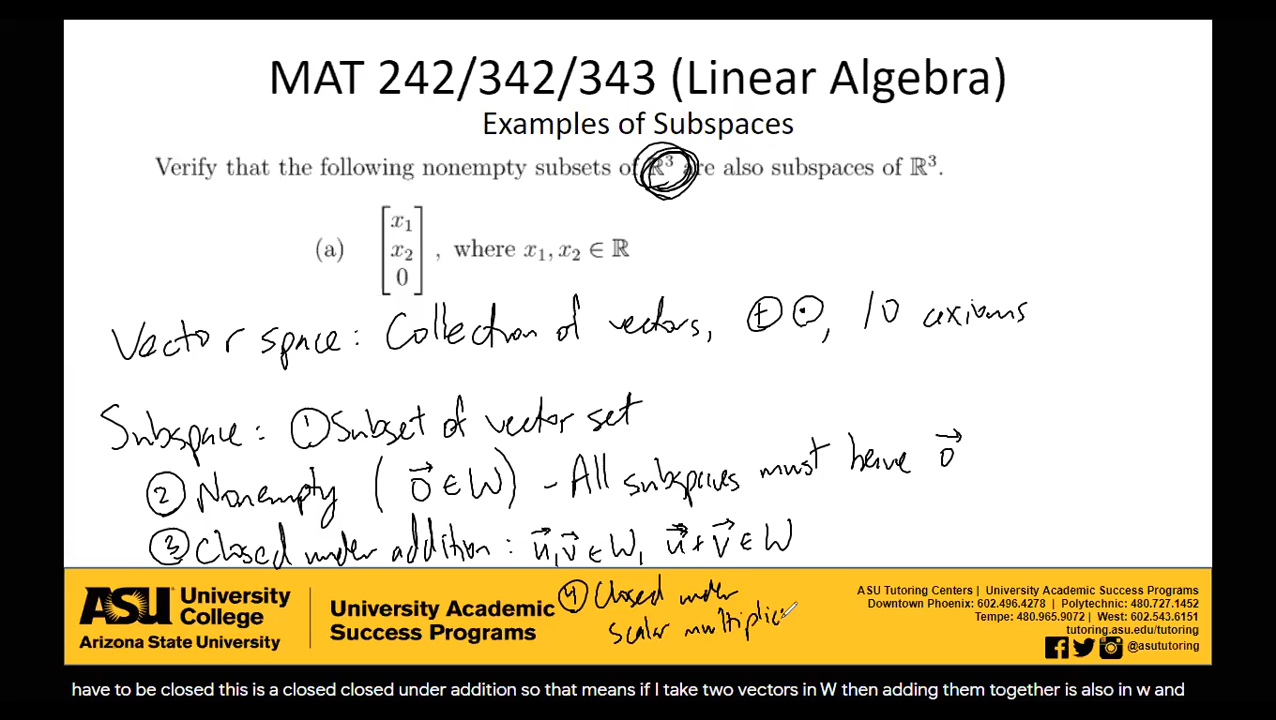 MAT 242/342/343 (Linear Algebra)
Examples of Subspaces
Verify that the following nonempty subsets of ℝ³ are also subspaces of ℝ³.
(a) [x₁ x₂ 0], where x₁, x₂ ∈ ℝ
Vector space: Collection of vectors, ⊕ ⊙, 10 axioms
Subspace: ① Subset of vector set
② Nonempty (0⃗ ∈ W) - All subspaces must have 0⃗
③ Closed under addition: u⃗, v⃗ ∈ W, u⃗ + v⃗ ∈ W
④ Closed under
scalar multiplic
ASU University College
Arizona State University
University Academic
Success Programs
ASU Tutoring Centers | University Academic Success Programs
Downtown Phoenix: 602.496.4278 | Polytechnic: 480.727.1452
Tempe: 480.965.9072 | West: 602.543.6151
tutoring.asu.edu/tutoring
@asututoring
have to be closed this is a closed closed under addition so that means if I take two vectors in W then adding them together is also in w and